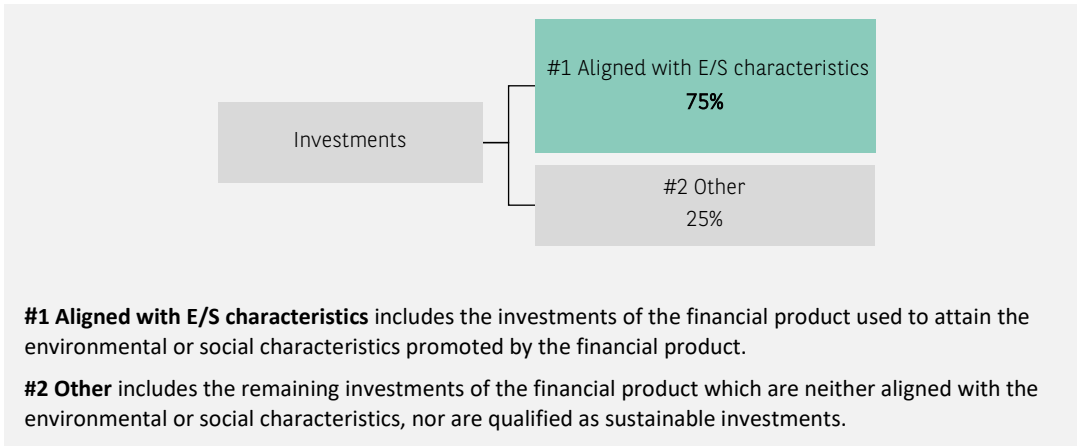 #1 Aligned with E/S characteristics
75%
Investments
#2 Other
25%
#1 Aligned with E/S characteristics includes the investments of the financial product used to attain the
environmental or social characteristics promoted by the financial product.
#2 Other includes the remaining investments of the financial product which are neither aligned with the
environmental or social characteristics, nor are qualified as sustainable investments.